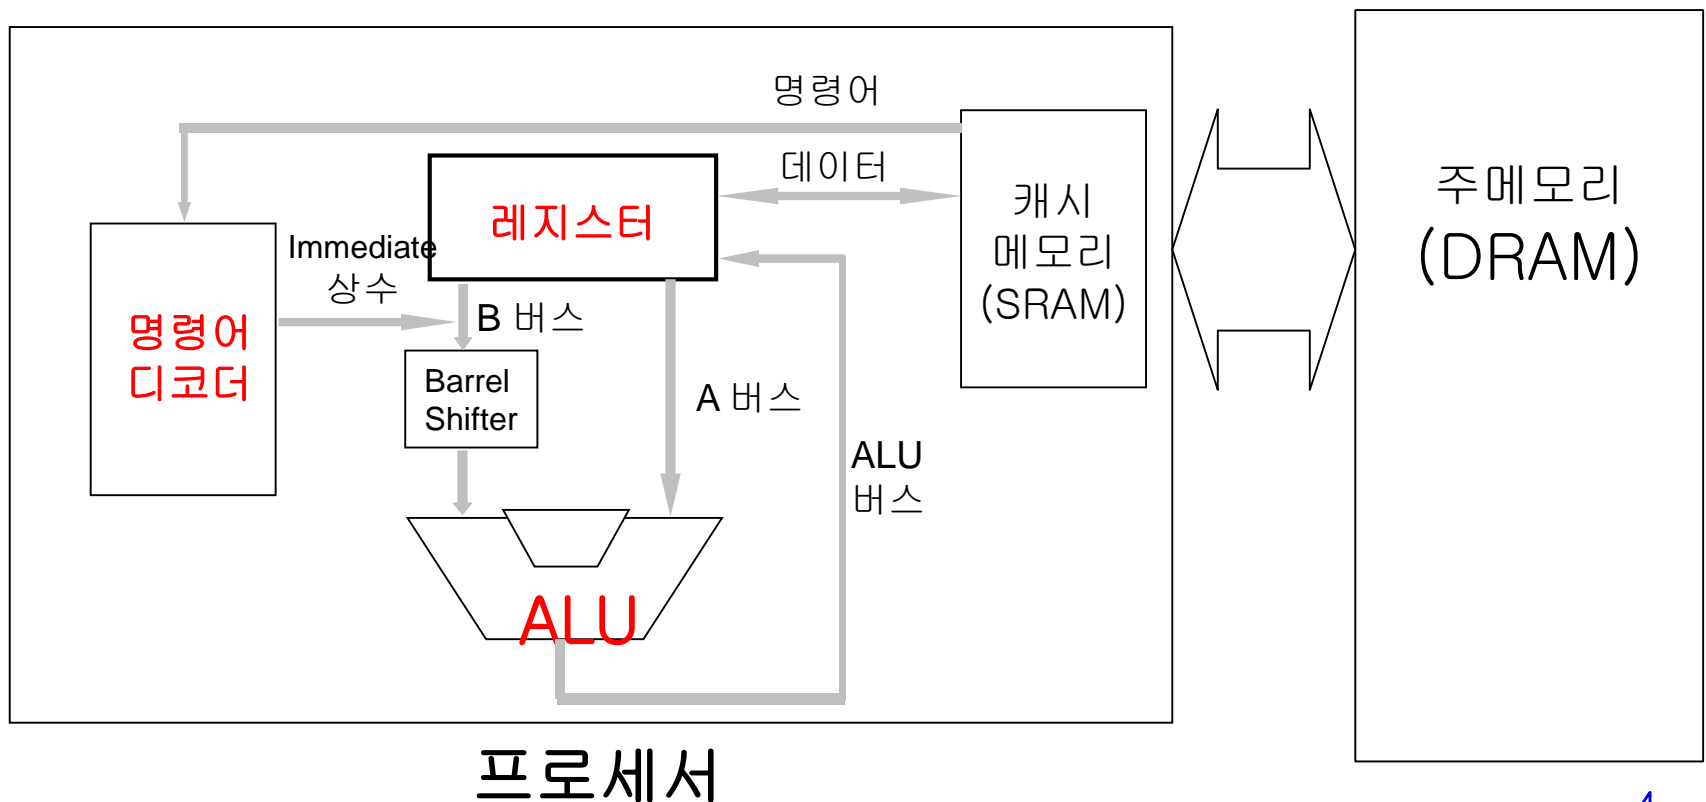 명령어
데이터
레지스터
캐시
메모리
(SRAM)
주메모리
(DRAM)
Immediate
상수
명령어
디코더
B 버스
Barrel
Shifter
A 버스
ALU
버스
ALU
프로세서